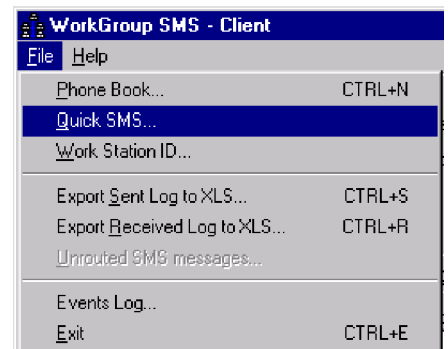 WorkGroup SMS - Client
File Help
Phone Book... CTRL+N
Quick SMS...
Work Station ID...
Export Sent Log to XLS... CTRL+S
Export Received Log to XLS... CTRL+R
Unrouted SMS messages...
Events Log...
Exit CTRL+E